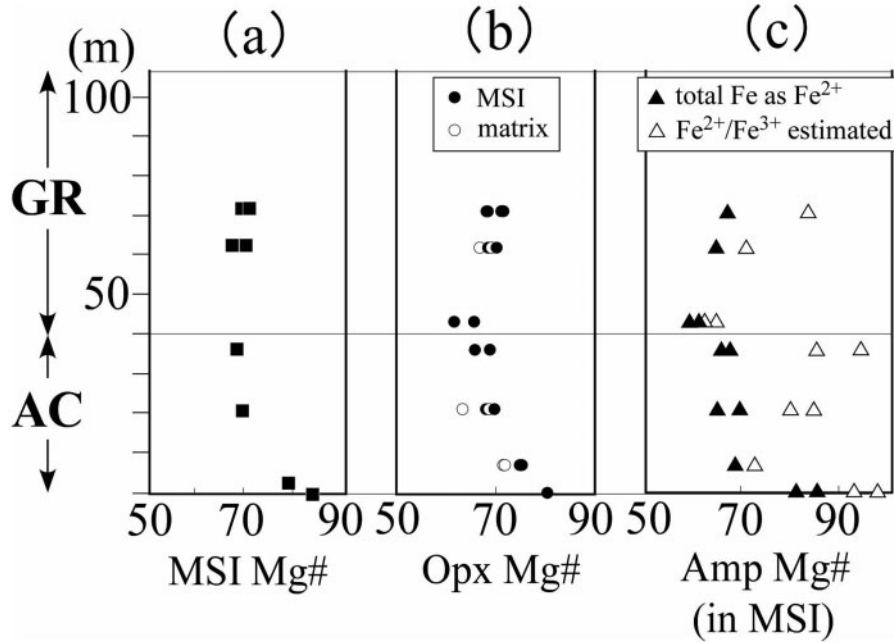 (a) (b) (c)
(m)
100
50
GR
AC
MSI
matrix
total Fe as Fe²⁺
Fe²⁺/Fe³⁺ estimated
50 70 90 50 70 90 50 70 90
MSI Mg# Opx Mg# Amp Mg#
(in MSI)